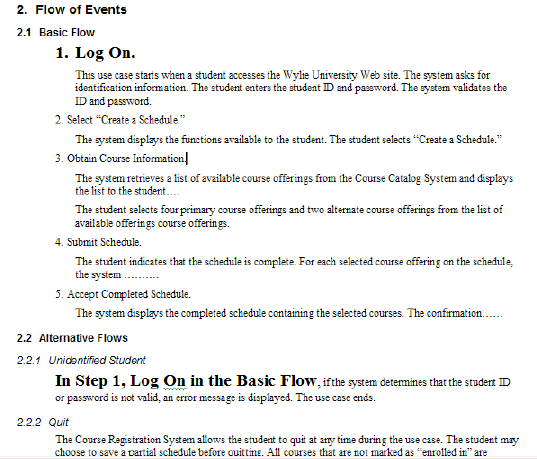 2. Flow of Events
2.1 Basic Flow
1. Log On.
This use case starts when a student accesses the Wylie University Web site. The system asks for
identification information. The student enters the student ID and password. The system validates the
ID and password.
2. Select “Create a Schedule.”
The system displays the functions available to the student. The student selects “Create a Schedule.”
3. Obtain Course Information
The system retrieves a list of available course offerings from the Course Catalog System and displays
the list to the student....
The student selects four primary course offerings and two alternate course offerings from the list of
available offerings course offerings.
4. Submit Schedule.
The student indicates that the schedule is complete. For each selected course offering on the schedule,
the system ..........
5. Accept Completed Schedule.
The system displays the completed schedule containing the selected courses. The confirmation......
2.2 Alternative Flows
2.2.1 Unidentified Student
In Step 1, Log On in the Basic Flow, if the system determines that the student ID
or password is not valid, an error message is displayed. The use case ends.
2.2.2 Quit
The Course Registration System allows the student to quit at any time during the use case. The student may
choose to save a partial schedule before quitting. All courses that are not marked as “enrolled in” are